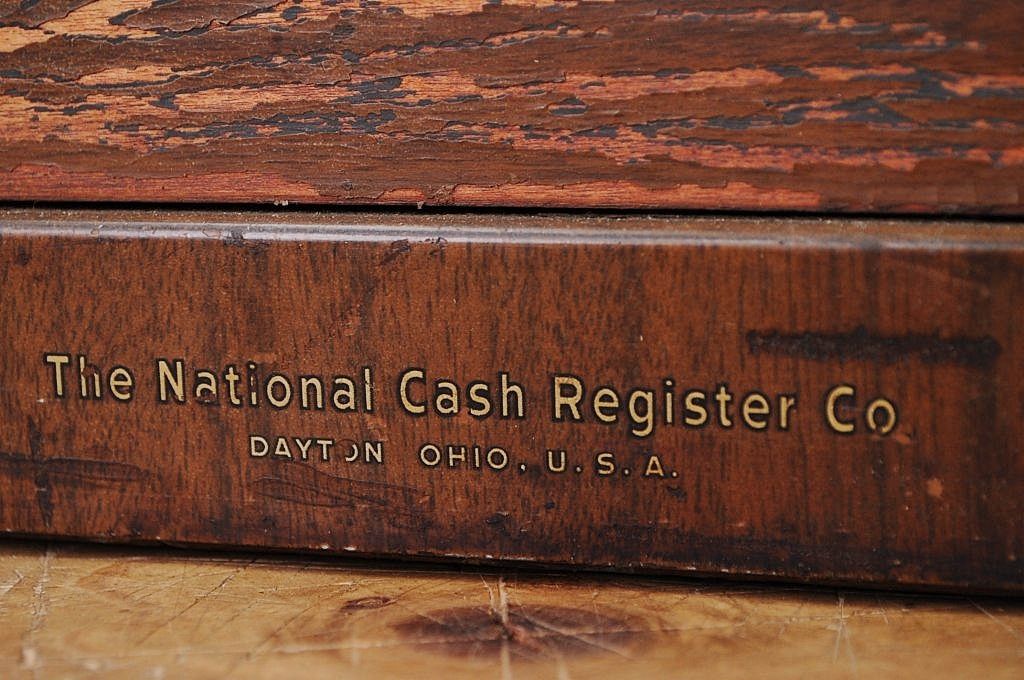 The National Cash Register Co
DAYTON OHIO. U.S.A.